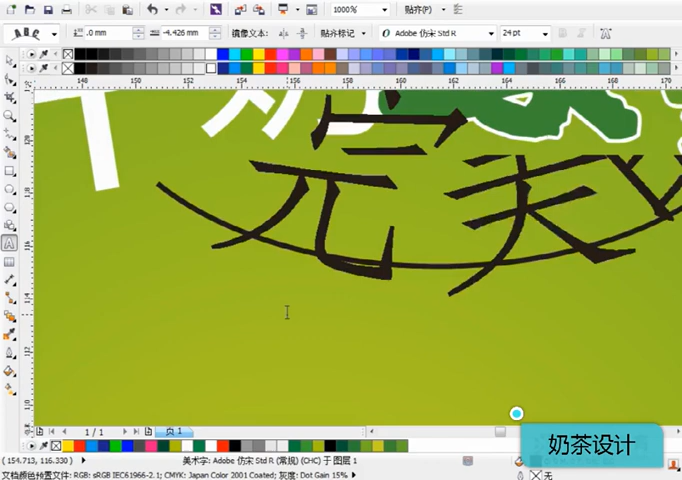 1000%
贴齐(P)
.0 mm
-4.426 mm
镜像文本:
贴齐标记
O Adobe 仿宋 Std R
24 pt
148 150 152 154 156 158 160 162 164 166 168 170
完美
1 / 1
页 1
奶茶设计
(154.713, 116.330)
美术字: Adobe 仿宋 Std R (常规) (CHC) 于 图层 1
无
文档颜色预置文件: RGB: sRGB IEC61966-2.1; CMYK: Japan Color 2001 Coated; 灰度: Dot Gain 15%